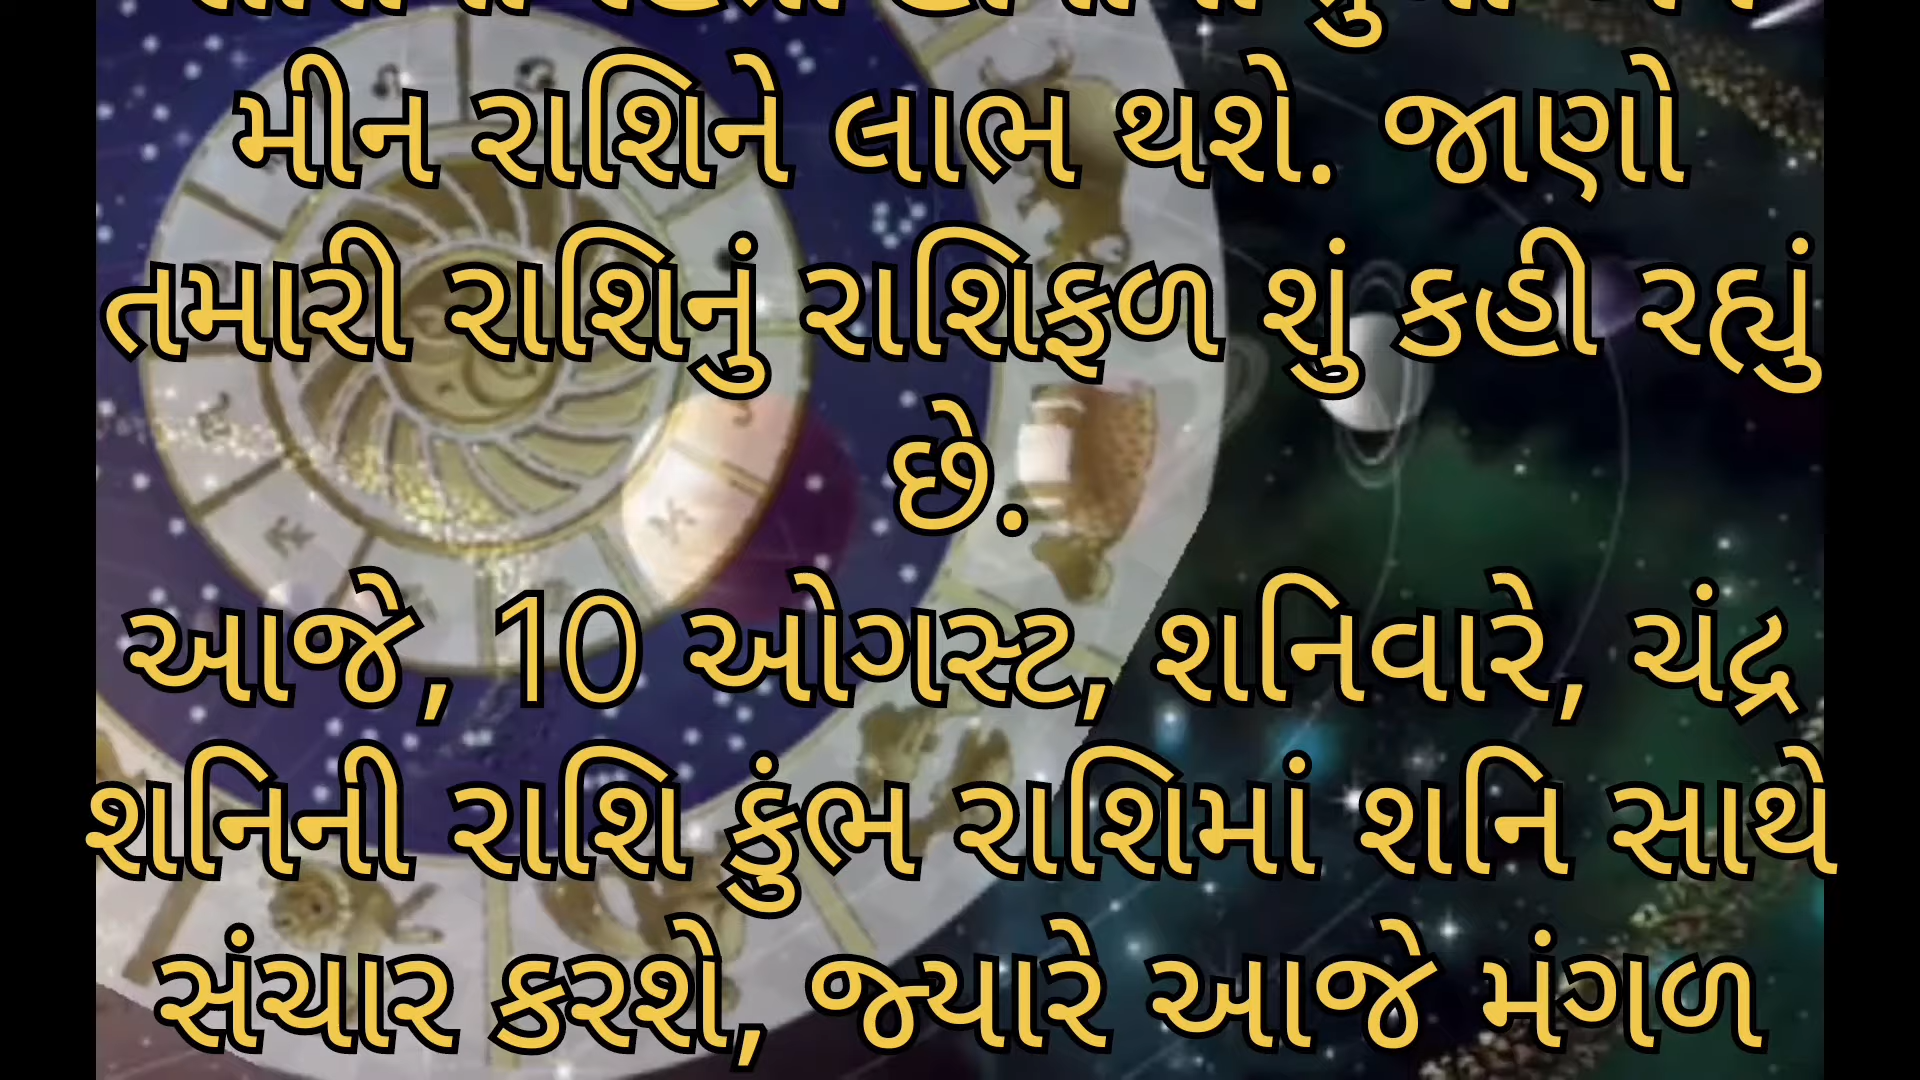 મીન રાશિને લાભ થશે. જાણો
તમારી રાશિનું રાશિફળ શું કહી રહ્યું
છે.
આજે, 10 ઓગસ્ટ, શનિવારે, ચંદ્ર
શનિની રાશિ કુંભ રાશિમાં શનિ સાથે
સંચાર કરશે, જ્યારે આજે મંગળ